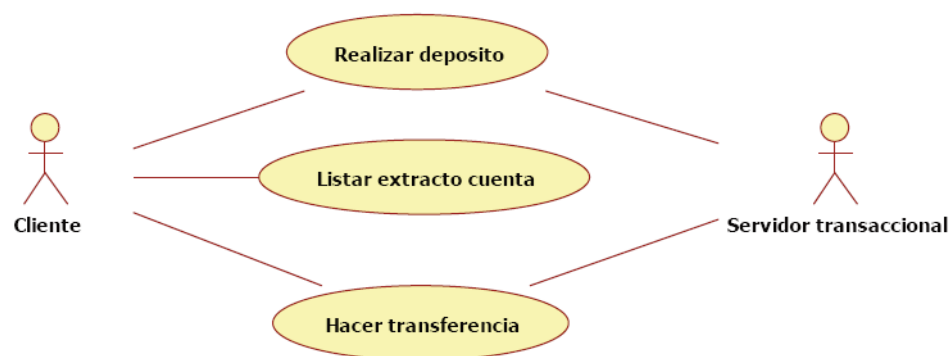 Realizar deposito
Listar extracto cuenta
Cliente
Servidor transaccional
Hacer transferencia